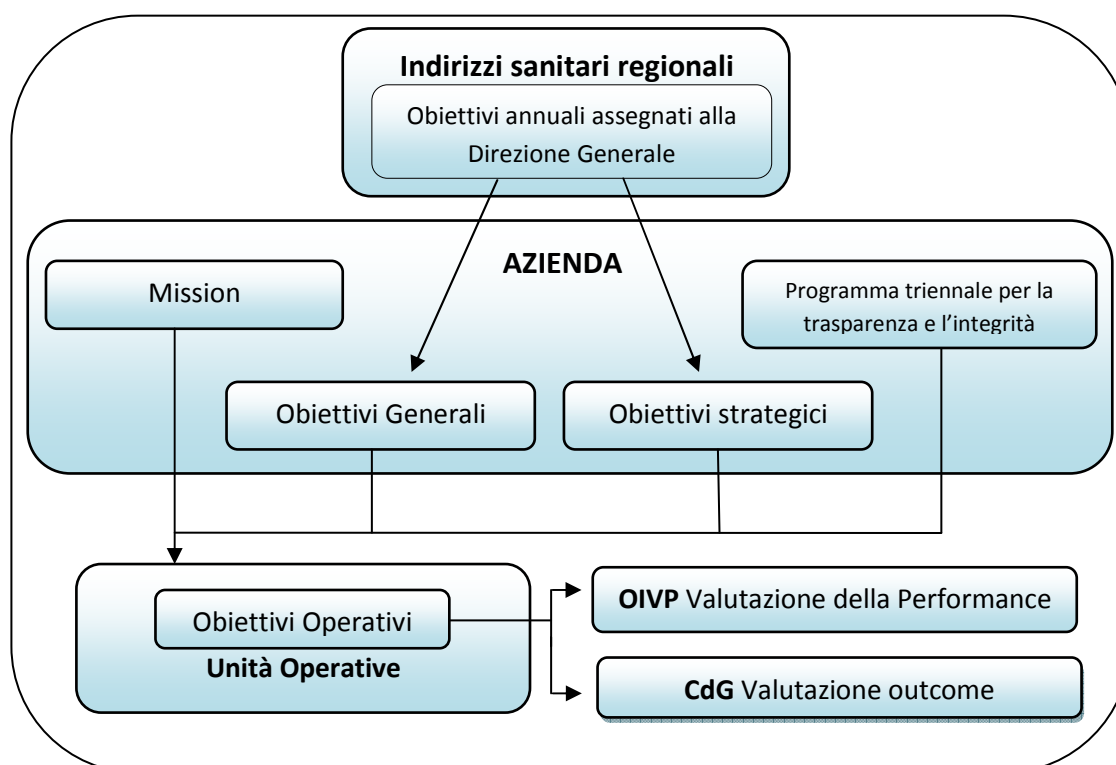 Indirizzi sanitari regionali
Obiettivi annuali assegnati alla
Direzione Generale
AZIENDA
Mission
Programma triennale per la
trasparenza e l'integrità
Obiettivi Generali
Obiettivi strategici
Obiettivi Operativi
Unità Operative
OIVP Valutazione della Performance
CdG Valutazione outcome